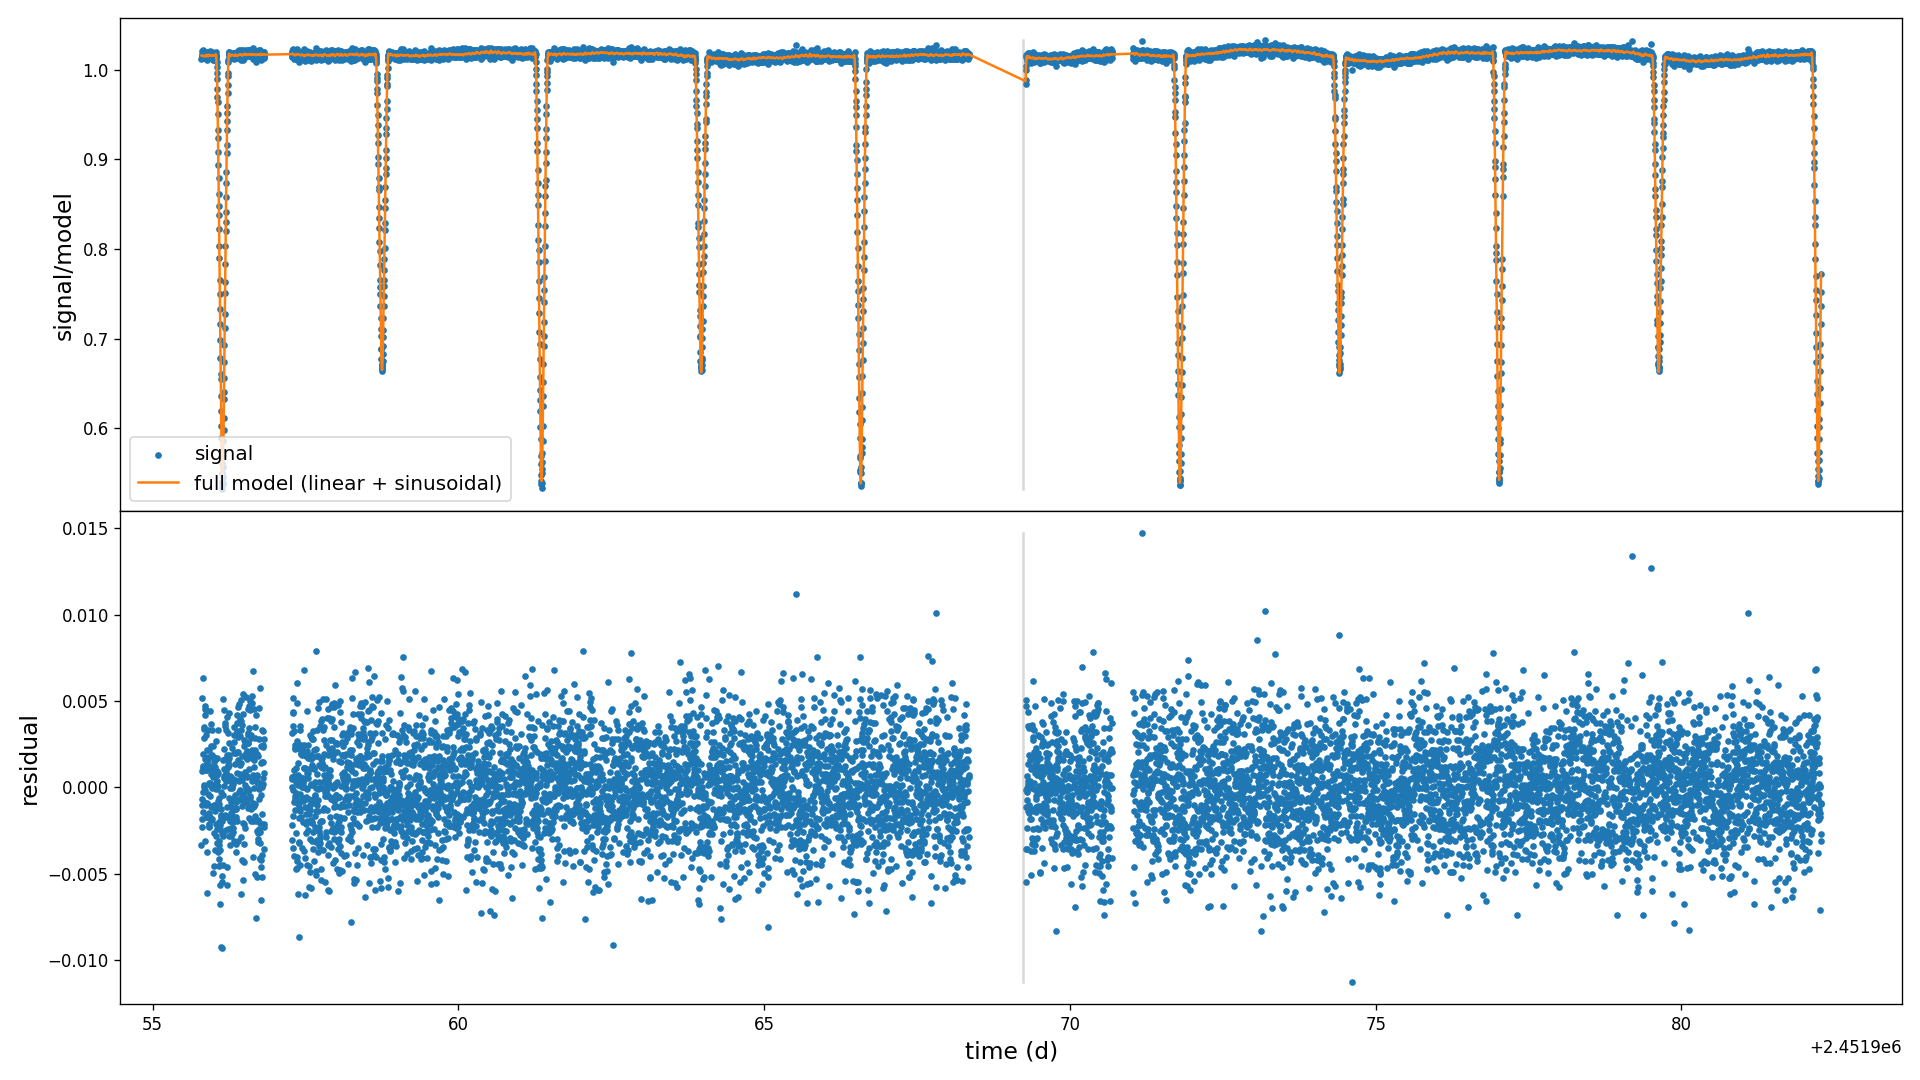 1.0
0.9
0.8
0.7
0.6
signal/model
signal
full model (linear + sinusoidal)
0.015
0.010
0.005
0.000
−0.005
−0.010
residual
55
60
65
70
75
80
time (d)
+2.4519e6